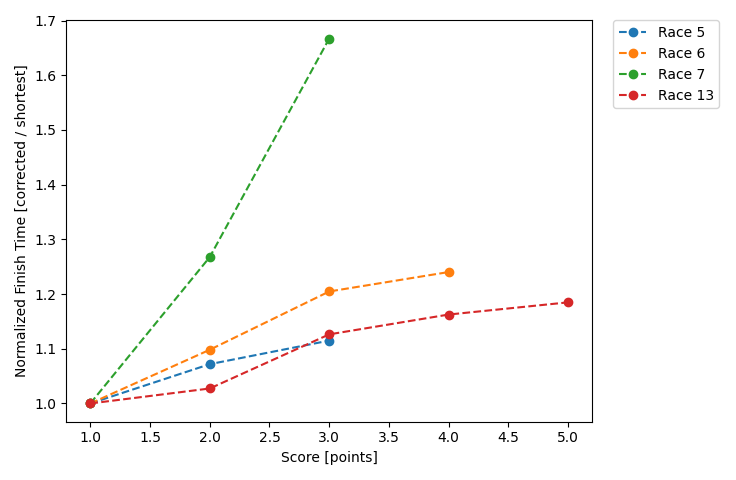 1.7
1.6
1.5
1.4
1.3
1.2
1.1
1.0
Normalized Finish Time [corrected / shortest]
1.0 1.5 2.0 2.5 3.0 3.5 4.0 4.5 5.0
Score [points]
Race 5
Race 6
Race 7
Race 13